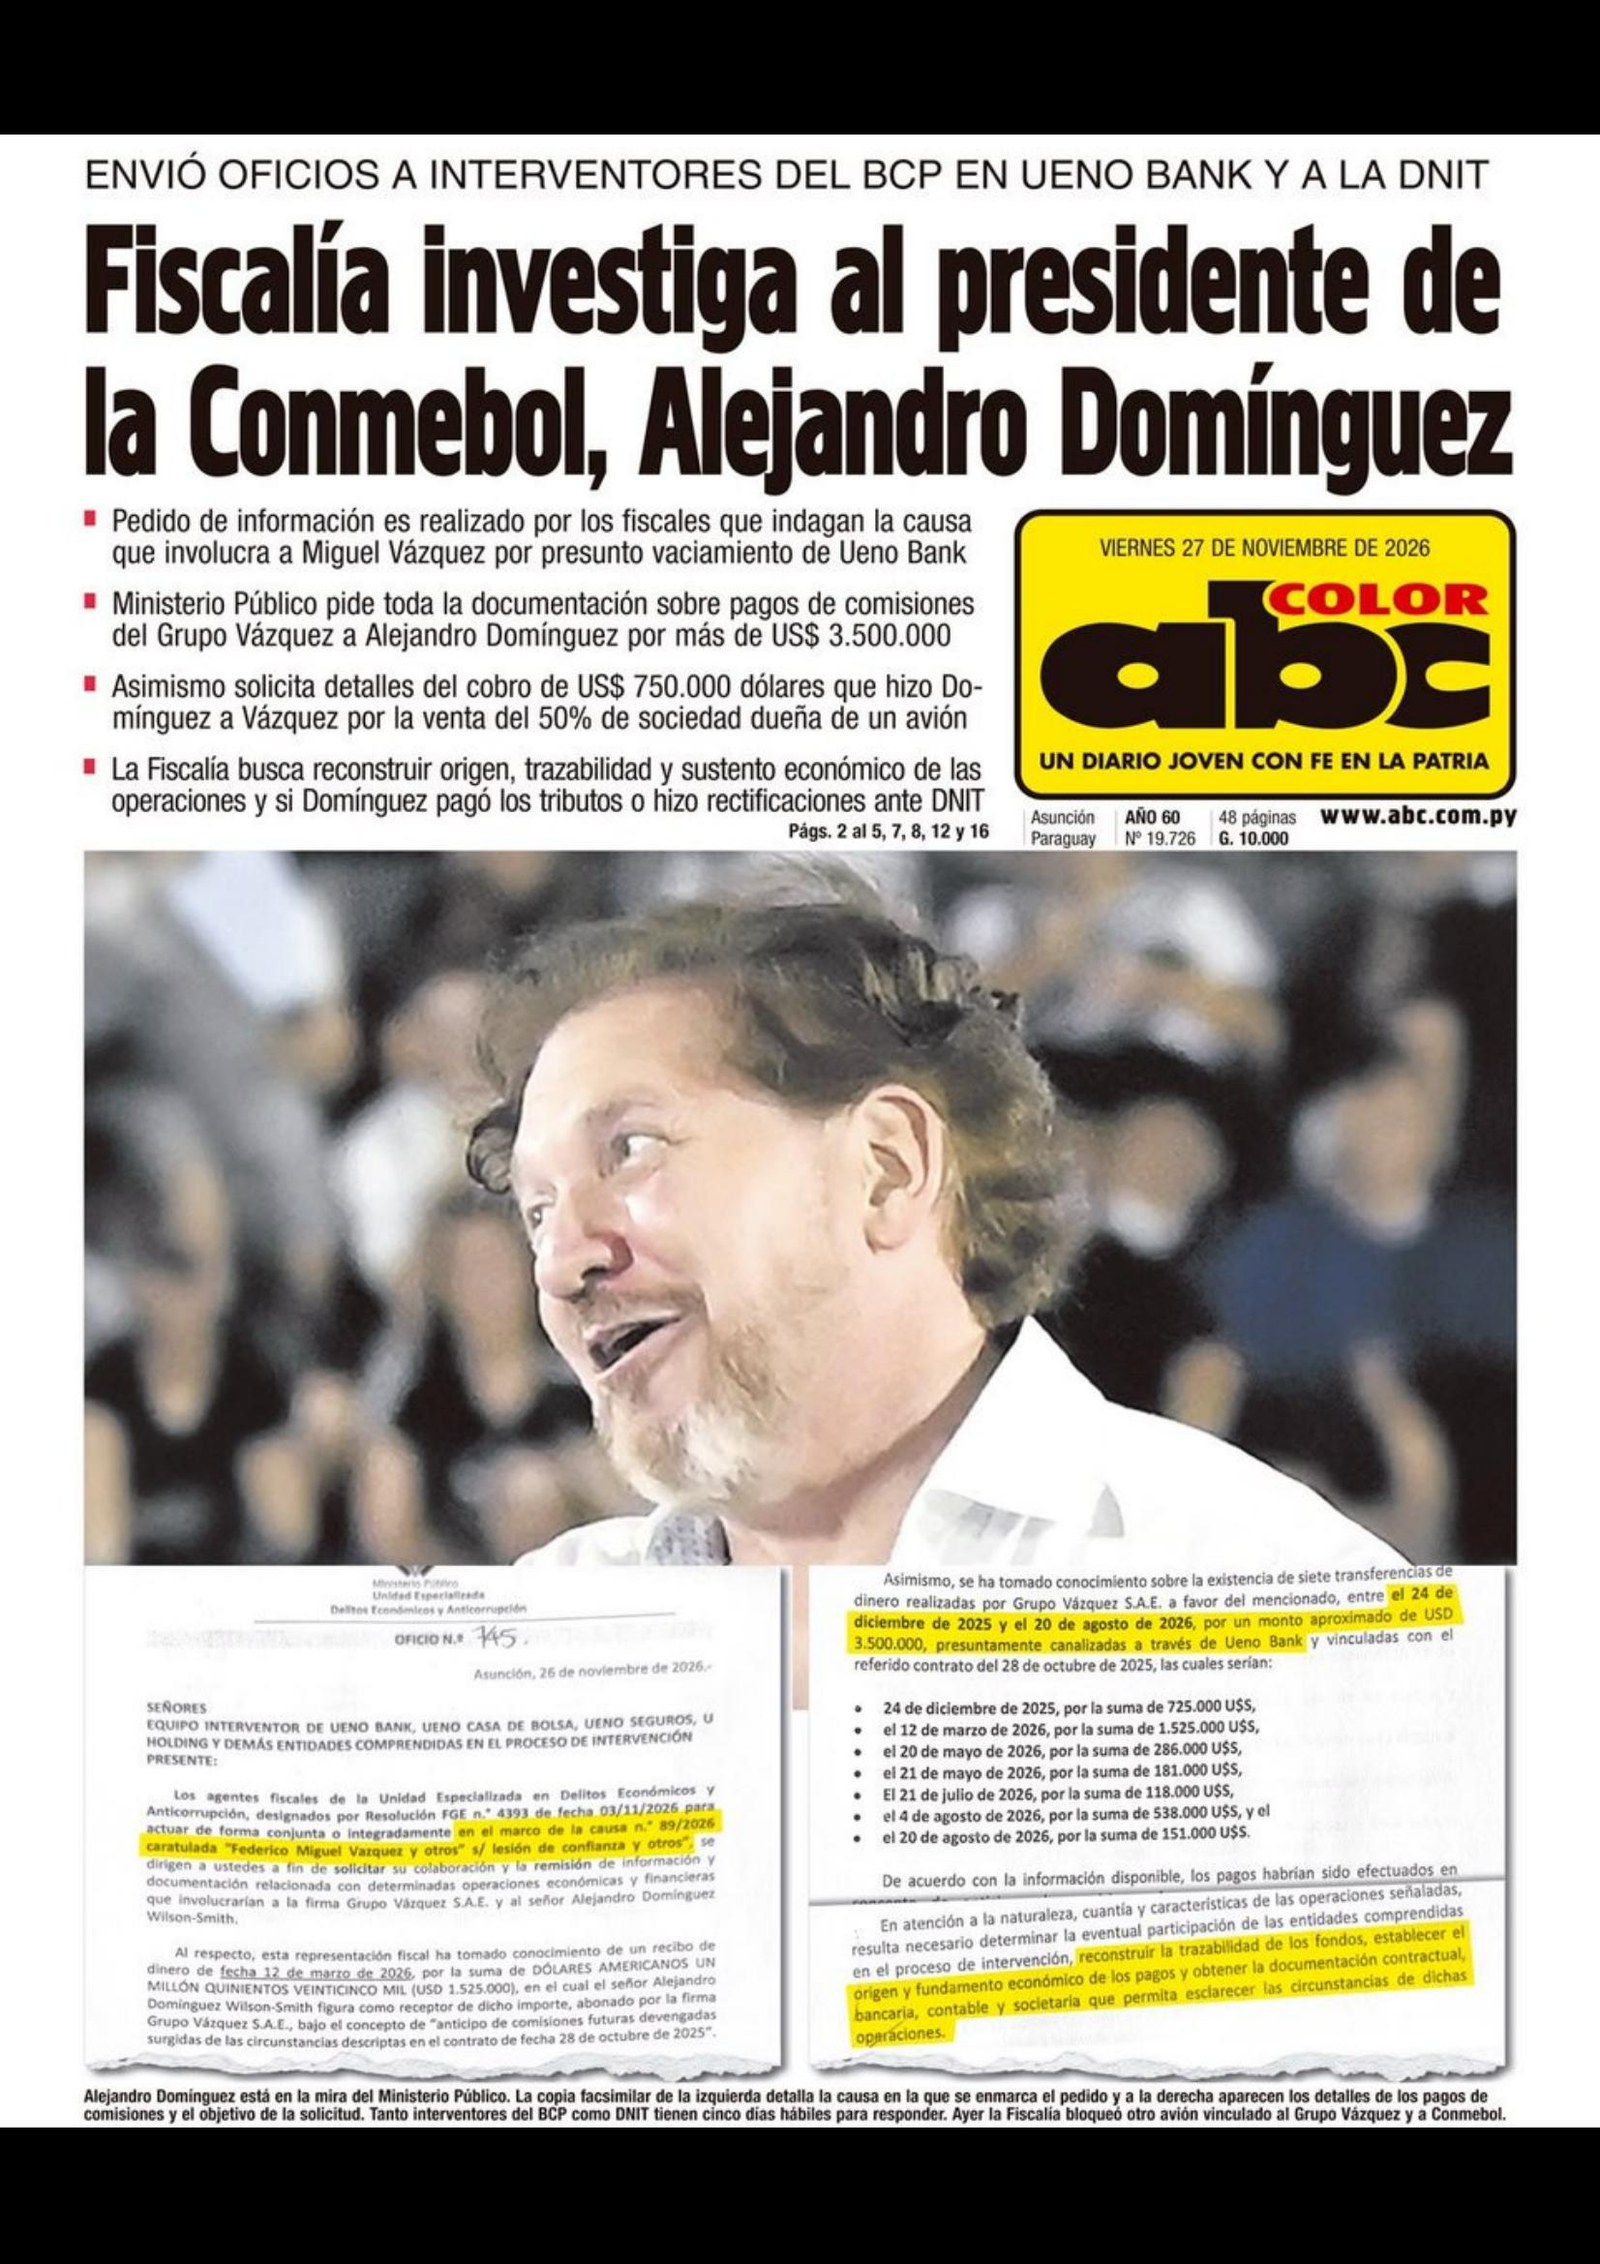 ENVIÓ OFICIOS A INTERVENTORES DEL BCP EN UENO BANK Y A LA DNIT
Fiscalía investiga al presidente de
la Conmebol, Alejandro Domínguez
Pedido de información es realizado por los fiscales que indagan la causa
que involucra a Miguel Vázquez por presunto vaciamiento de Ueno Bank
Ministerio Público pide toda la documentación sobre pagos de comisiones
del Grupo Vázquez a Alejandro Domínguez por más de US$ 3.500.000
Asimismo solicita detalles del cobro de US$ 750.000 dólares que hizo Do-
mínguez a Vázquez por la venta del 50% de sociedad dueña de un avión
La Fiscalía busca reconstruir origen, trazabilidad y sustento económico de las
operaciones y si Domínguez pagó los tributos o hizo rectificaciones ante DNIT
Págs. 2 al 5, 7, 8, 12 y 16
VIERNES 27 DE NOVIEMBRE DE 2026
abc COLOR
UN DIARIO JOVEN CON FE EN LA PATRIA
Asunción AÑO 60 48 páginas www.abc.com.py
Paraguay Nº 19.726 G. 10.000
Ministerio Público
Unidad Especializada
Delitos Económicos y Anticorrupción
OFICIO N.º 745.
Asunción, 26 de noviembre de 2026.-
SEÑORES
EQUIPO INTERVENTOR DE UENO BANK, UENO CASA DE BOLSA, UENO SEGUROS, U
HOLDING Y DEMÁS ENTIDADES COMPRENDIDAS EN EL PROCESO DE INTERVENCIÓN
PRESENTE:
Los agentes fiscales de la Unidad Especializada en Delitos Económicos y
Anticorrupción, designados por Resolución FGE n.° 4393 de fecha 03/11/2026 para
actuar de forma conjunta o integradamente en el marco de la causa n.° 89/2026
caratulada "Federico Miguel Vazquez y otros" s/ lesión de confianza y otros", se
dirigen a ustedes a fin de solicitar su colaboración y la remisión de información y
documentación relacionada con determinadas operaciones económicas y financieras
que involucrarían a la firma Grupo Vázquez S.A.E. y al señor Alejandro Domínguez
Wilson-Smith.
Al respecto, esta representación fiscal ha tomado conocimiento de un recibo de
dinero de fecha 12 de marzo de 2026, por la suma de DÓLARES AMERICANOS UN
MILLÓN QUINIENTOS VEINTICINCO MIL (USD 1.525.000), en el cual el señor Alejandro
Domínguez Wilson-Smith figura como receptor de dicho importe, abonado por la firma
Grupo Vázquez S.A.E., bajo el concepto de "anticipo de comisiones futuras devengadas
surgidas de las circunstancias descriptas en el contrato de fecha 28 de octubre de 2025".
Asimismo, se ha tomado conocimiento sobre la existencia de siete transferencias de
dinero realizadas por Grupo Vázquez S.A.E. a favor del mencionado, entre el 24 de
diciembre de 2025 y el 20 de agosto de 2026, por un monto aproximado de USD
3.500.000, presuntamente canalizadas a través de Ueno Bank y vinculadas con el
referido contrato del 28 de octubre de 2025, las cuales serían:
• 24 de diciembre de 2025, por la suma de 725.000 U$S,
• el 12 de marzo de 2026, por la suma de 1.525.000 U$S,
• el 20 de mayo de 2026, por la suma de 286.000 U$S,
• el 21 de mayo de 2026, por la suma de 181.000 U$S,
• El 21 de julio de 2026, por la suma de 118.000 U$S,
• el 4 de agosto de 2026, por la suma de 538.000 U$S, y el
• el 20 de agosto de 2026, por la suma de 151.000 U$S.
De acuerdo con la información disponible, los pagos habrían sido efectuados en
En atención a la naturaleza, cuantía y características de las operaciones señaladas,
resulta necesario determinar la eventual participación de las entidades comprendidas
en el proceso de intervención, reconstruir la trazabilidad de los fondos, establecer el
origen y fundamento económico de los pagos y obtener la documentación contractual,
bancaria, contable y societaria que permita esclarecer las circunstancias de dichas
operaciones.
Alejandro Domínguez está en la mira del Ministerio Público. La copia facsimilar de la izquierda detalla la causa en la que se enmarca el pedido y a la derecha aparecen los detalles de los pagos de
comisiones y el objetivo de la solicitud. Tanto interventores del BCP como DNIT tienen cinco días hábiles para responder. Ayer la Fiscalía bloqueó otro avión vinculado al Grupo Vázquez y a Conmebol.